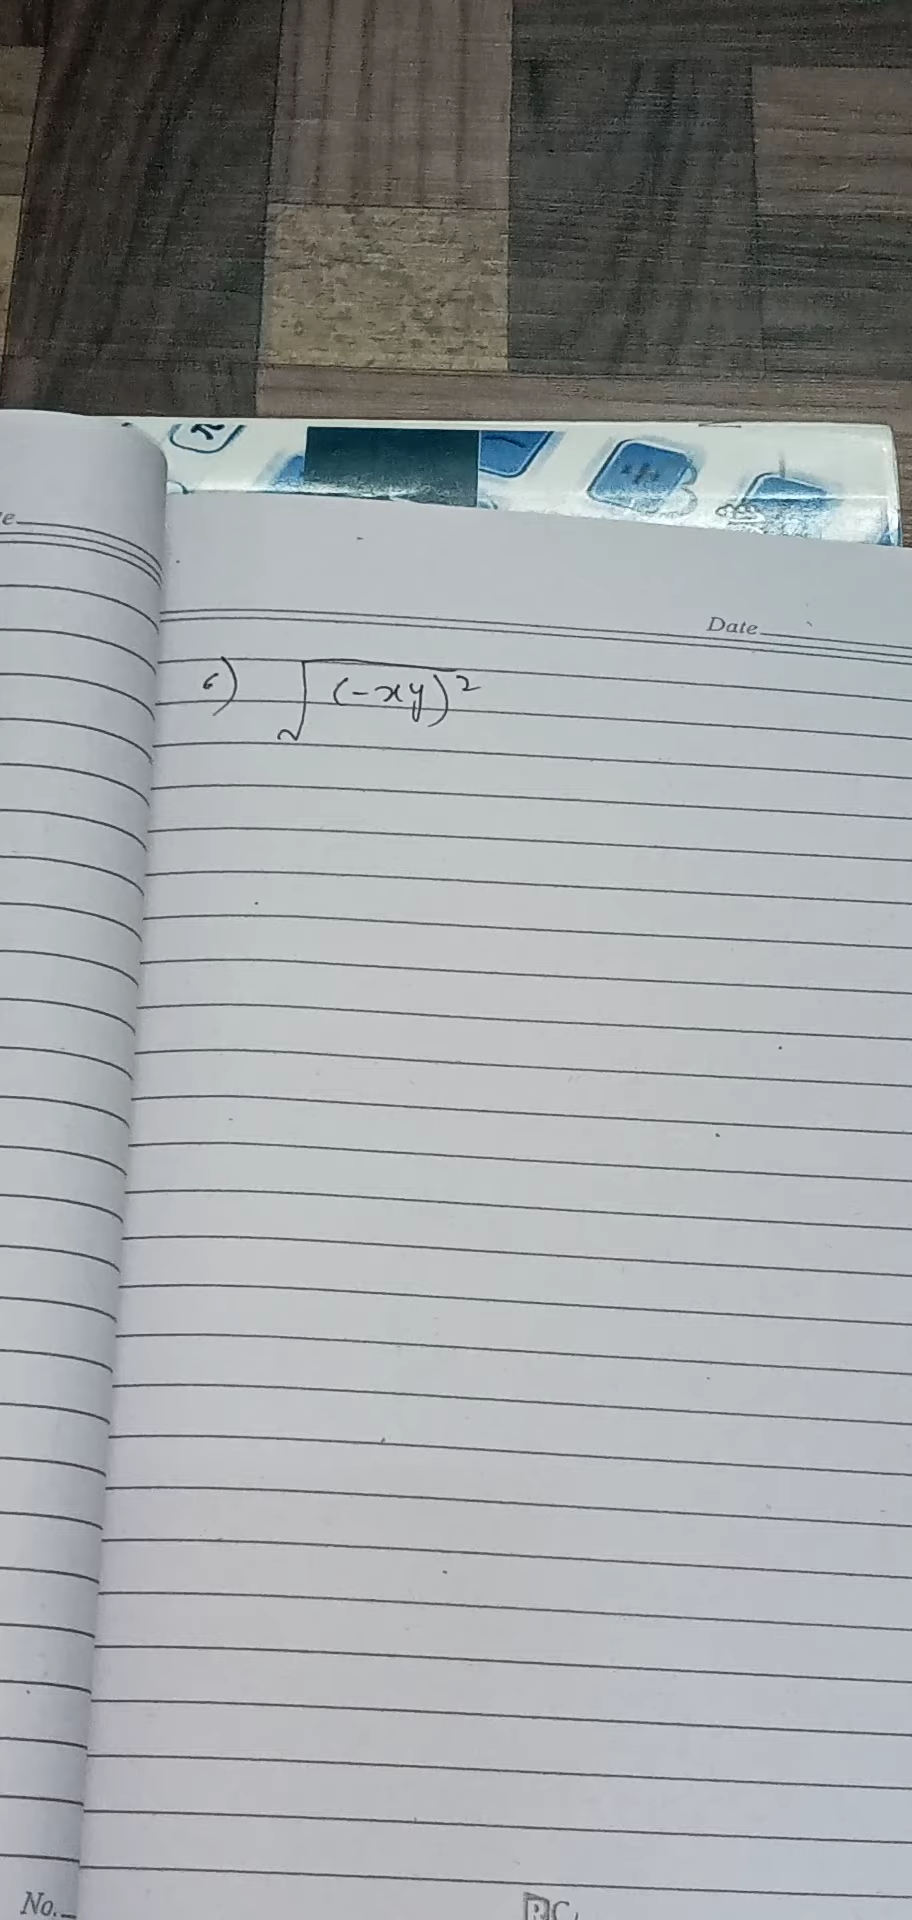 Date
6) √(-xy)²
No.